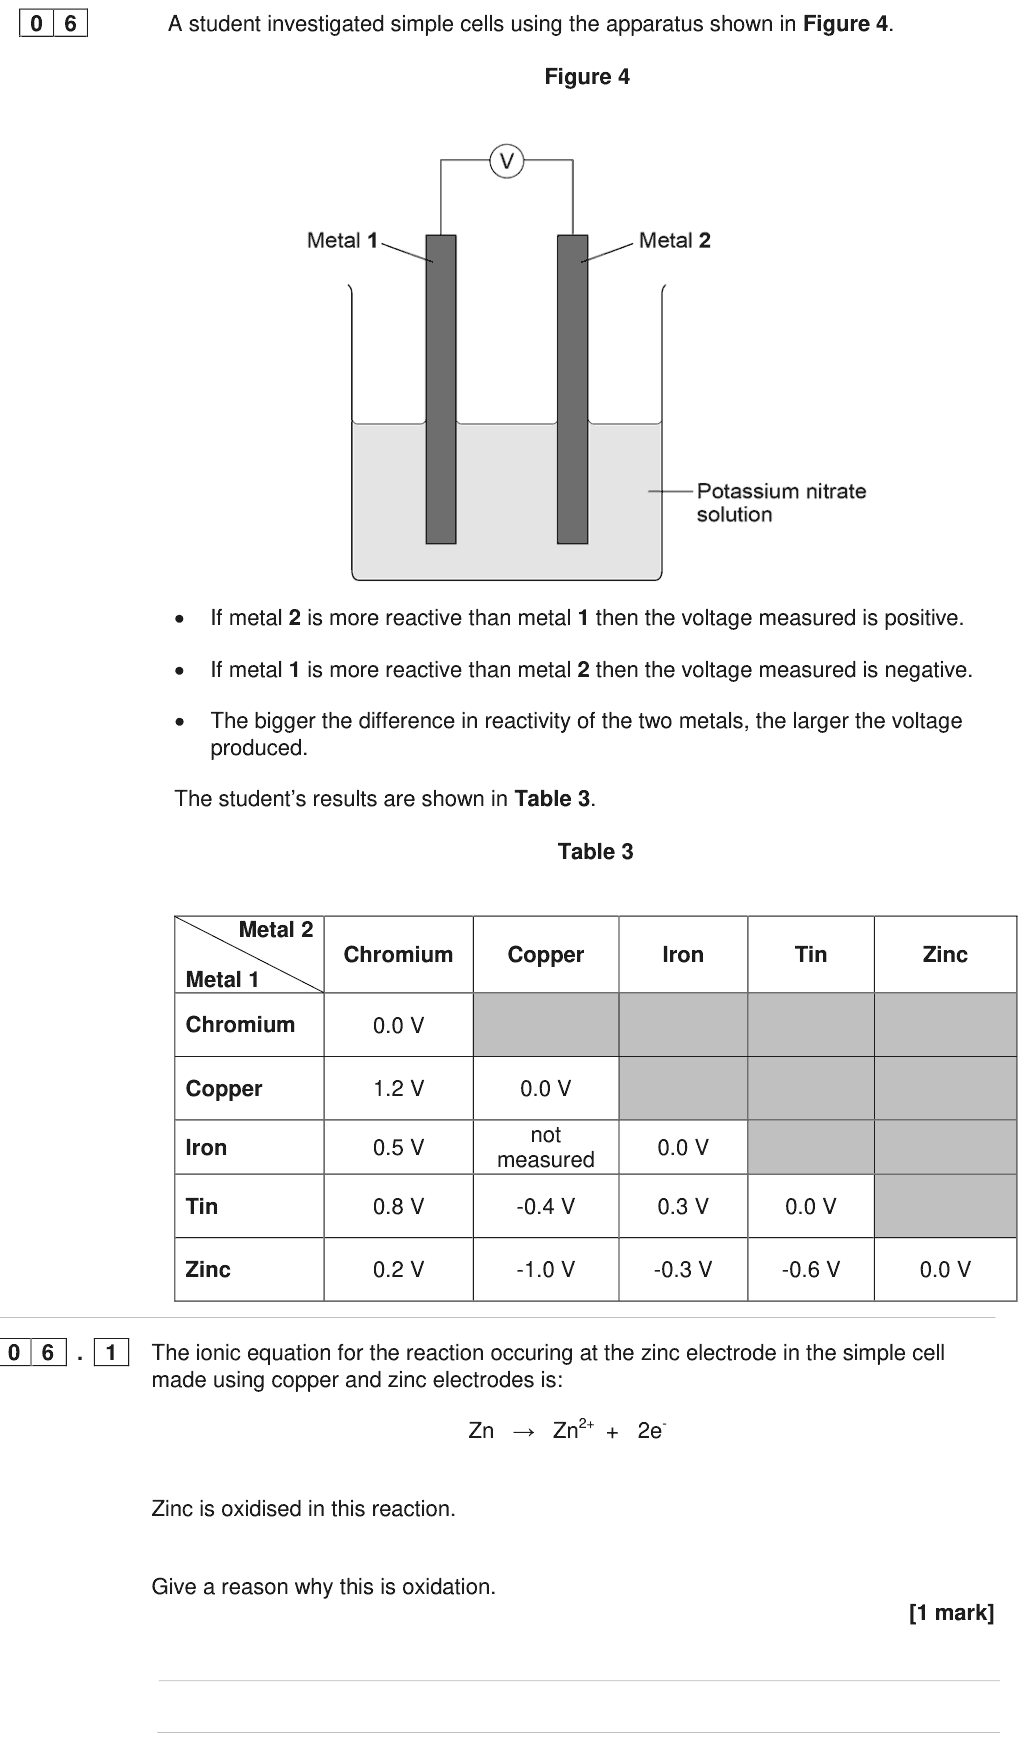 0 6 A student investigated simple cells using the apparatus shown in Figure 4.
Figure 4
V
Metal 1
Metal 2
Potassium nitrate
solution
• If metal 2 is more reactive than metal 1 then the voltage measured is positive.
• If metal 1 is more reactive than metal 2 then the voltage measured is negative.
• The bigger the difference in reactivity of the two metals, the larger the voltage
produced.
The student's results are shown in Table 3.
Table 3
Metal 2
Metal 1
Chromium Copper Iron Tin Zinc
Chromium 0.0 V
Copper 1.2 V 0.0 V
Iron 0.5 V not measured 0.0 V
Tin 0.8 V -0.4 V 0.3 V 0.0 V
Zinc 0.2 V -1.0 V -0.3 V -0.6 V 0.0 V
0 6 . 1 The ionic equation for the reaction occuring at the zinc electrode in the simple cell
made using copper and zinc electrodes is:
Zn → Zn²⁺ + 2e⁻
Zinc is oxidised in this reaction.
Give a reason why this is oxidation.
[1 mark]